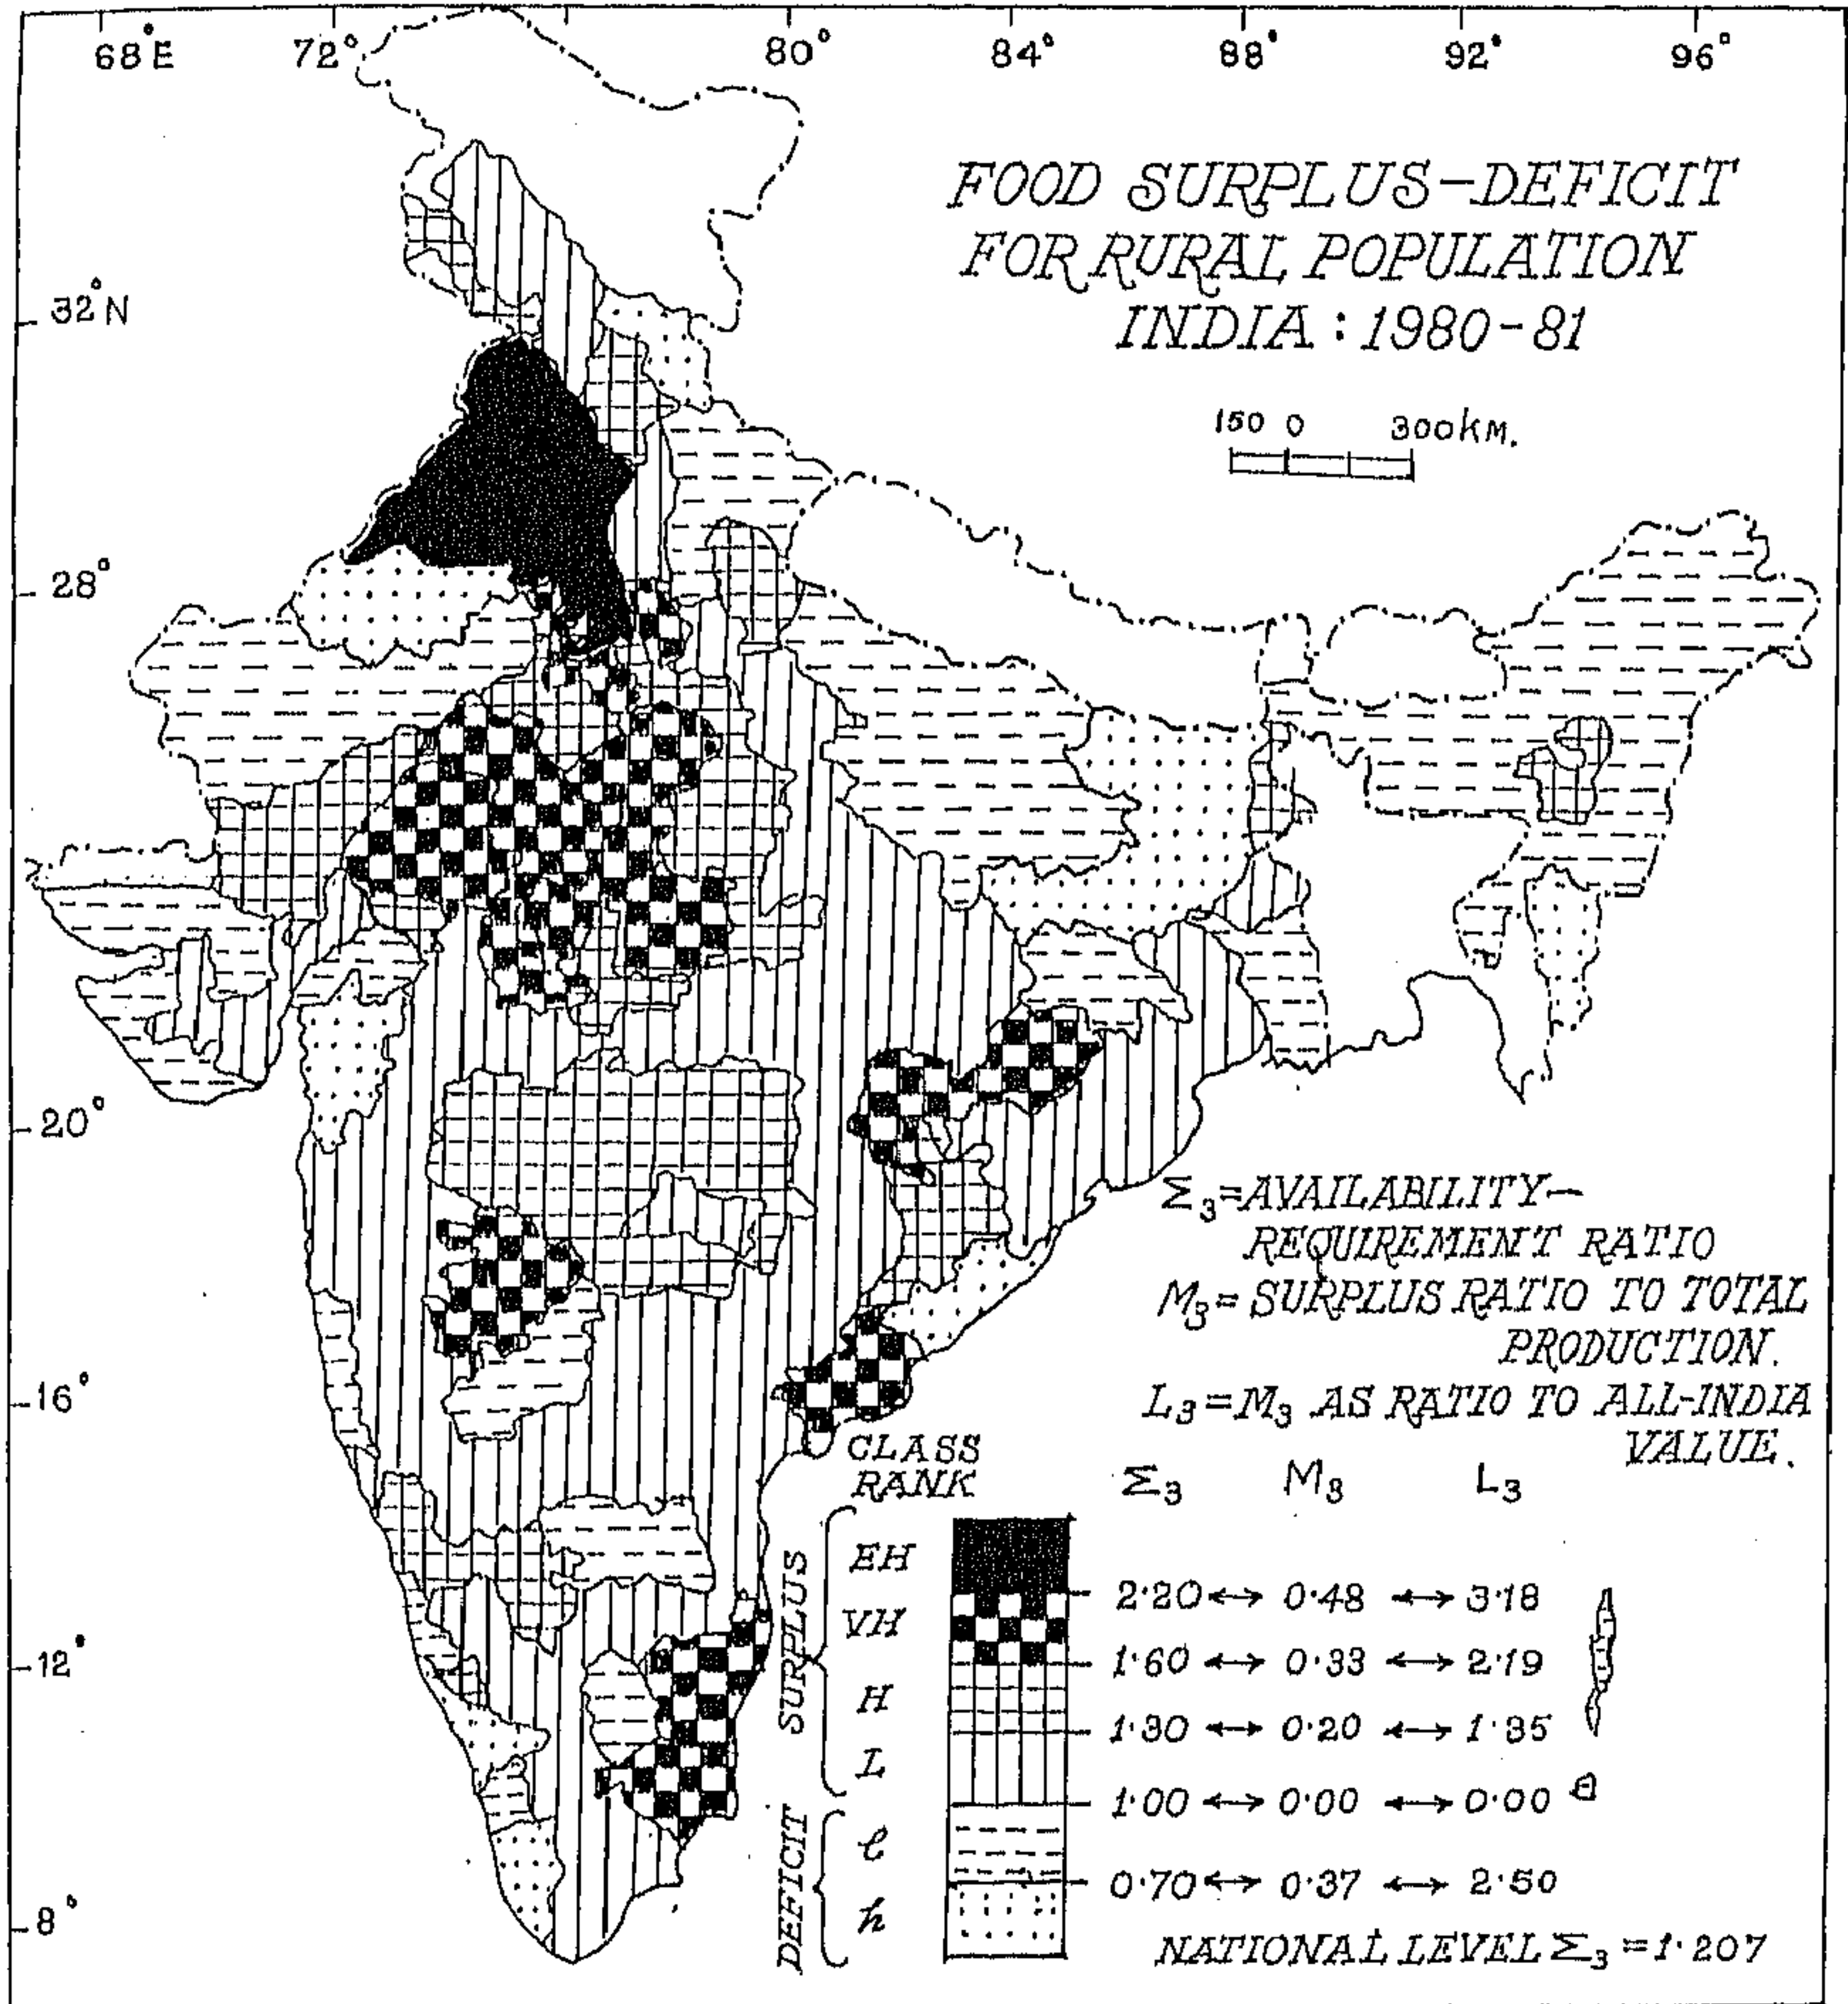 68°E 72° 80° 84° 88° 92° 96°
FOOD SURPLUS-DEFICIT
FOR RURAL POPULATION
INDIA : 1980-81
32°N
150 0 300KM.
28°
20°
Σ₃=AVAILABILITY-
REQUIREMENT RATIO
M₃= SURPLUS RATIO TO TOTAL
PRODUCTION.
16°
L₃=M₃ AS RATIO TO ALL-INDIA
VALUE.
CLASS
RANK
Σ₃ M₃ L₃
SURPLUS
EH
2·20↔ 0·48 ↔ 3·18
VH
12°
1·60 ↔ 0·33 ↔ 2·19
H
1·30 ↔ 0·20 ↔ 1·35
L
1·00 ↔ 0·00 ↔ 0·00
DEFICIT
l
0·70↔ 0·37 ↔ 2·50
h
8°
NATIONAL LEVEL Σ₃ =1·207